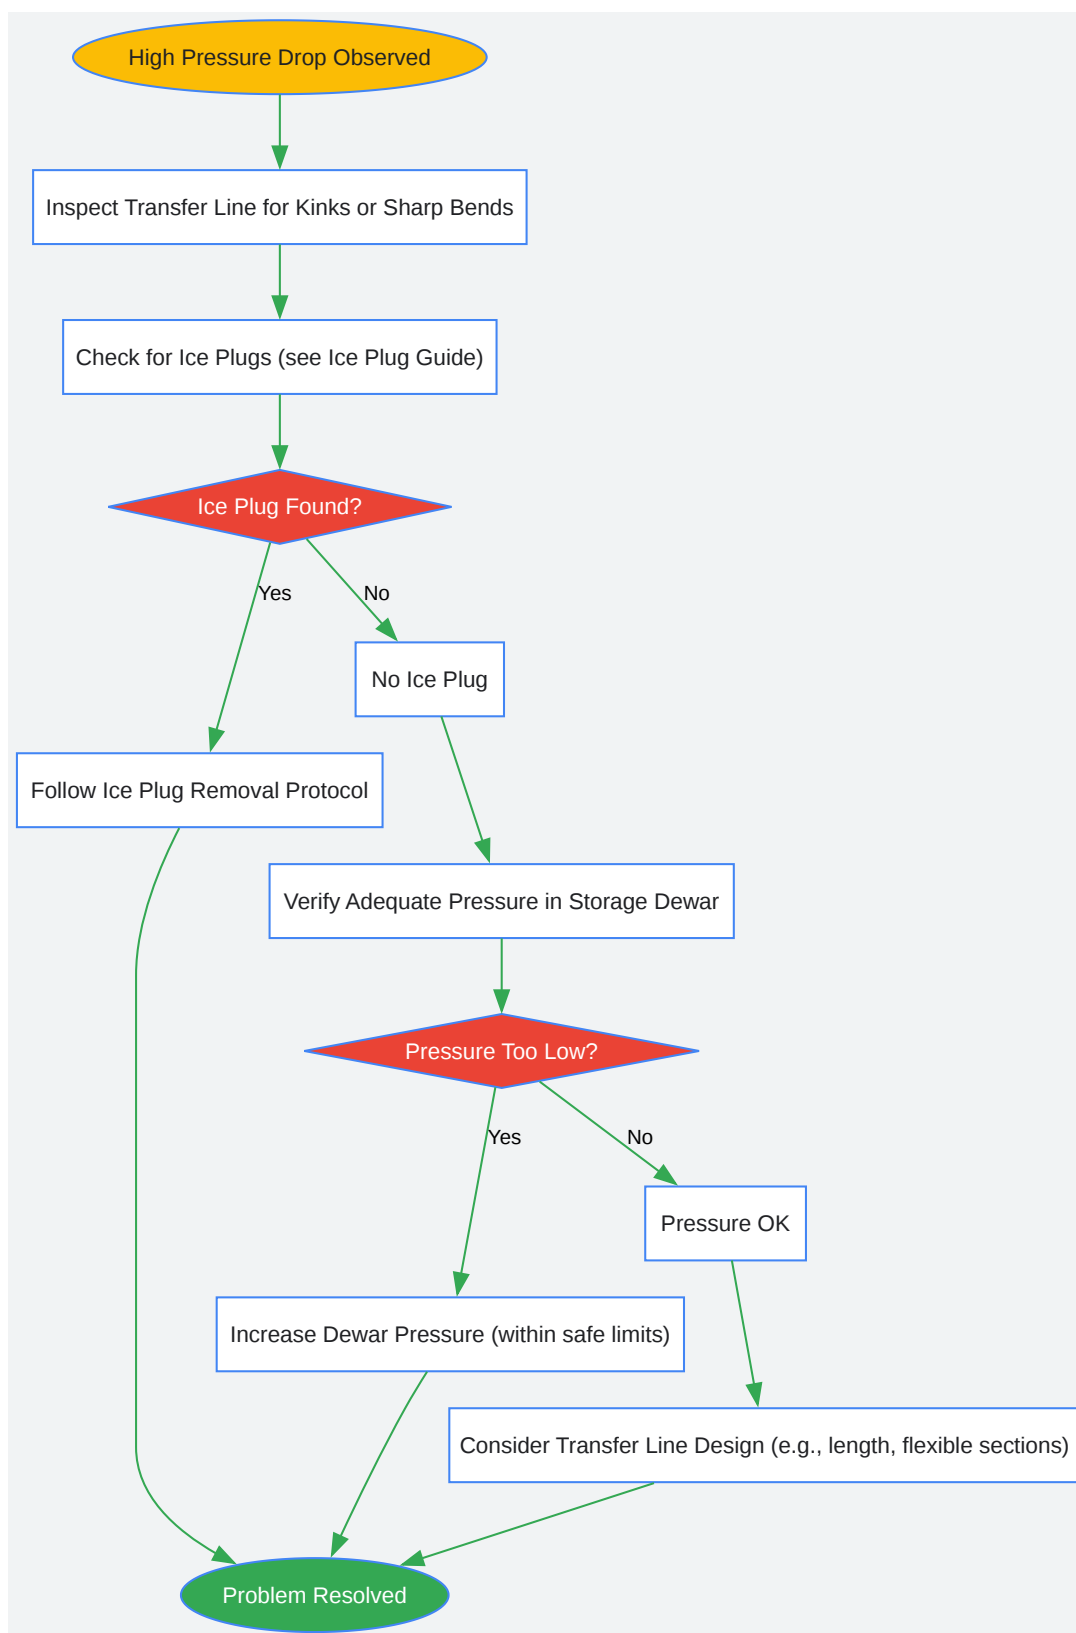 High Pressure Drop Observed
Inspect Transfer Line for Kinks or Sharp Bends
Check for Ice Plugs (see Ice Plug Guide)
Ice Plug Found?
Yes
No
No Ice Plug
Follow Ice Plug Removal Protocol
Verify Adequate Pressure in Storage Dewar
Pressure Too Low?
Yes
No
Pressure OK
Increase Dewar Pressure (within safe limits)
Consider Transfer Line Design (e.g., length, flexible sections)
Problem Resolved